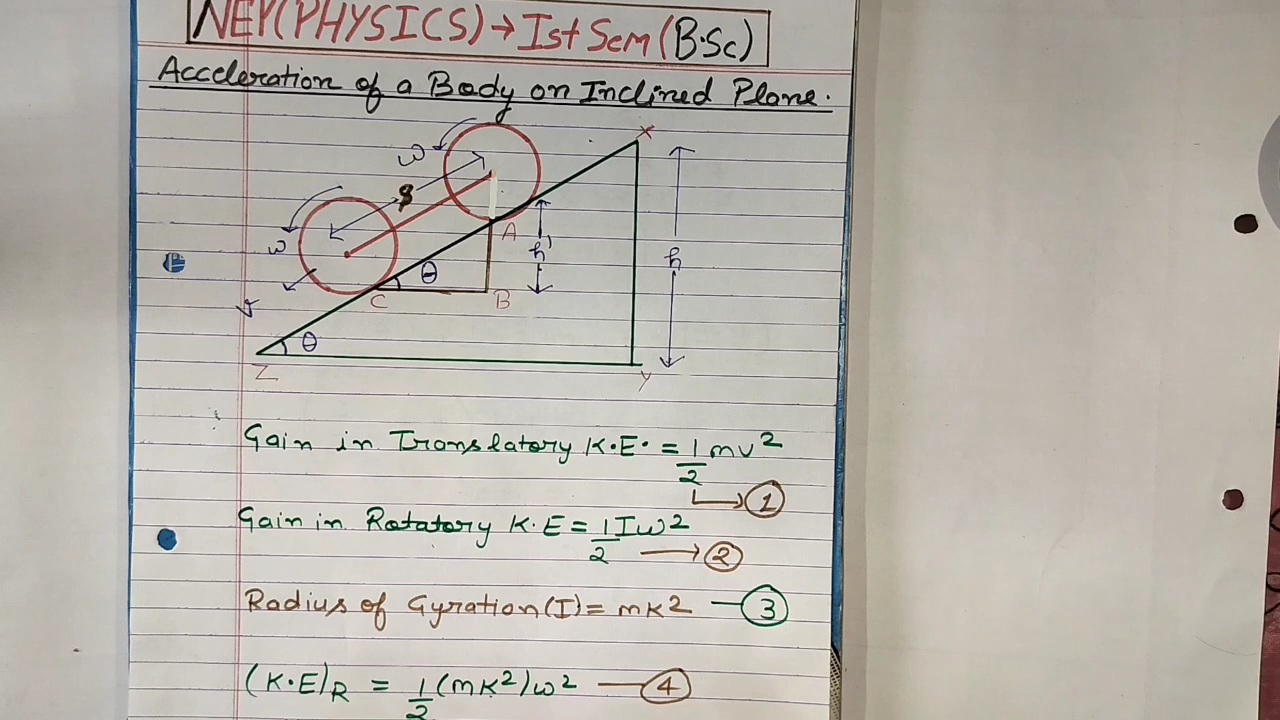 NEP(PHYSICS)→Ist Sem (B.Sc)
Acceleration of a Body on Inclined Plane.
X
ω
S
ω
A
h'
h
θ
C
B
v
θ
Z
Y
Gain in Translatory K.E. = 1/2 mv²
→ 1
Gain in Rotatory K.E = 1/2 Iω²
→ 2
Radius of Gyration (I) = mK² — 3
(K.E)R = 1/2 (mK²)ω² — 4